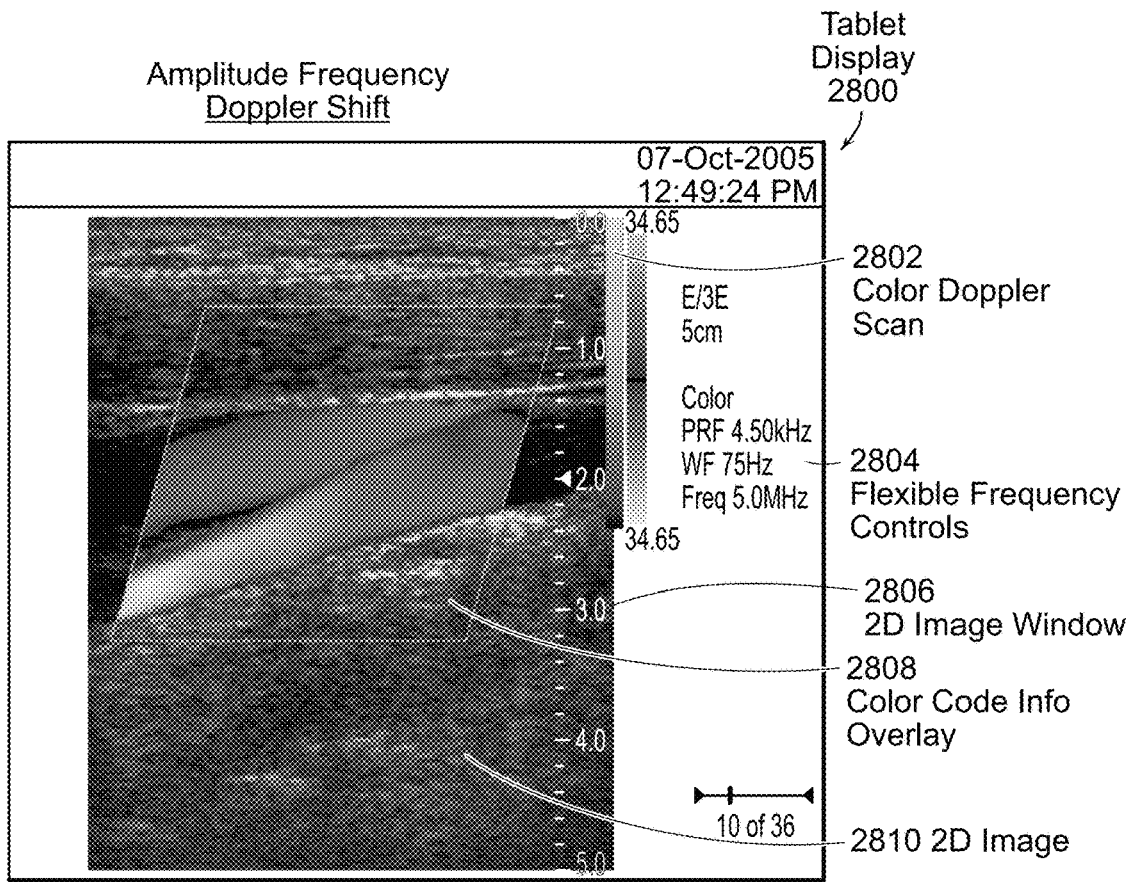 Amplitude Frequency
Doppler Shift
Tablet
Display
2800
07-Oct-2005
12:49:24 PM
0.0
34.65
E/3E
5cm
1.0
Color
PRF 4.50kHz
WF 75Hz
Freq 5.0MHz
2.0
34.65
3.0
4.0
10 of 36
5.0
2802
Color Doppler
Scan
2804
Flexible Frequency
Controls
2806
2D Image Window
2808
Color Code Info
Overlay
2810 2D Image